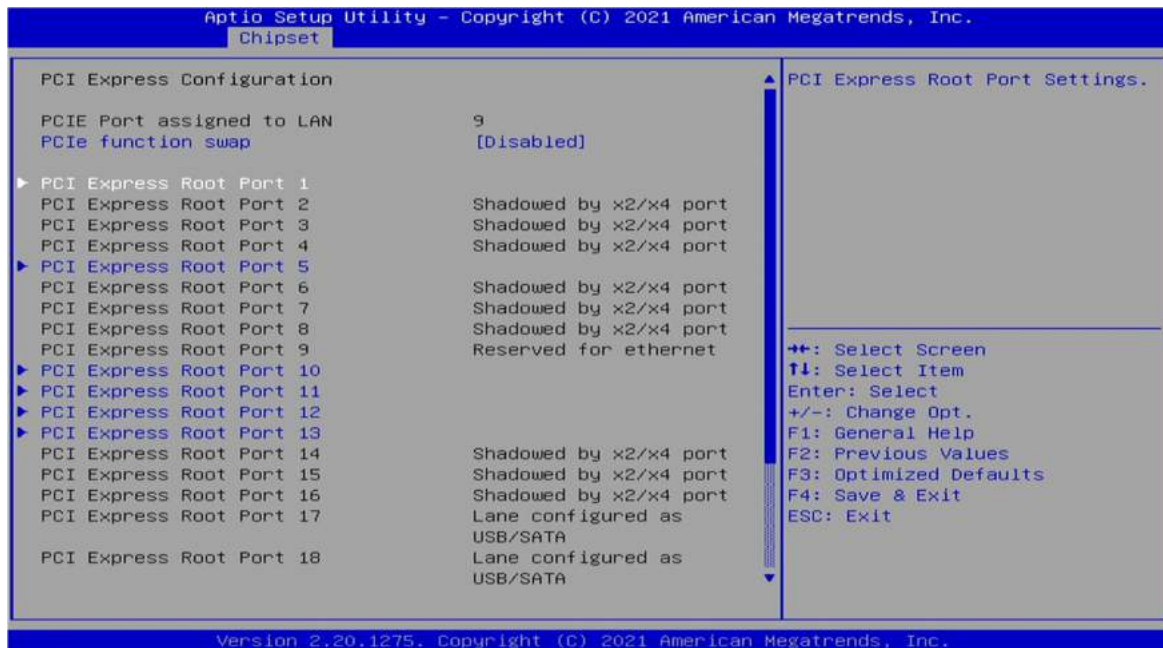 Aptio Setup Utility – Copyright (C) 2021 American Megatrends, Inc.
Chipset
PCI Express Configuration
PCIE Port assigned to LAN 9
PCIe function swap [Disabled]
PCI Express Root Port 1
PCI Express Root Port 2 Shadowed by x2/x4 port
PCI Express Root Port 3 Shadowed by x2/x4 port
PCI Express Root Port 4 Shadowed by x2/x4 port
PCI Express Root Port 5
PCI Express Root Port 6 Shadowed by x2/x4 port
PCI Express Root Port 7 Shadowed by x2/x4 port
PCI Express Root Port 8 Shadowed by x2/x4 port
PCI Express Root Port 9 Reserved for ethernet
PCI Express Root Port 10
PCI Express Root Port 11
PCI Express Root Port 12
PCI Express Root Port 13
PCI Express Root Port 14 Shadowed by x2/x4 port
PCI Express Root Port 15 Shadowed by x2/x4 port
PCI Express Root Port 16 Shadowed by x2/x4 port
PCI Express Root Port 17 Lane configured as
USB/SATA
PCI Express Root Port 18 Lane configured as
USB/SATA
PCI Express Root Port Settings.
→←: Select Screen
↑↓: Select Item
Enter: Select
+/-: Change Opt.
F1: General Help
F2: Previous Values
F3: Optimized Defaults
F4: Save & Exit
ESC: Exit
Version 2.20.1275. Copyright (C) 2021 American Megatrends, Inc.